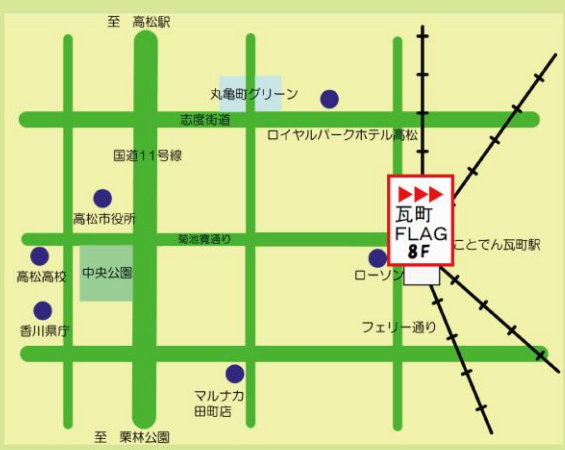 至　高松駅
丸亀町グリーン
志度街道
ロイヤルパークホテル高松
国道11号線
▶▶▶
瓦町
FLAG
8F
高松市役所
菊池寛通り
ことでん瓦町駅
高松高校
中央公園
ローソン
香川県庁
フェリー通り
マルナカ
田町店
至　栗林公園